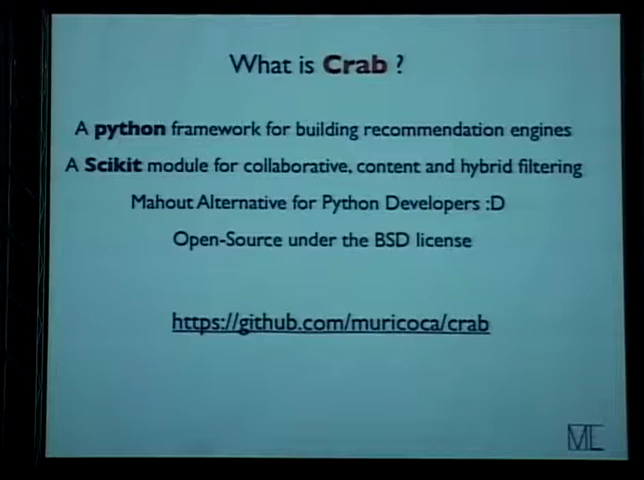 What is Crab ?
A python framework for building recommendation engines
A Scikit module for collaborative, content and hybrid filtering
Mahout Alternative for Python Developers :D
Open-Source under the BSD license
https://github.com/muricoca/crab
ME